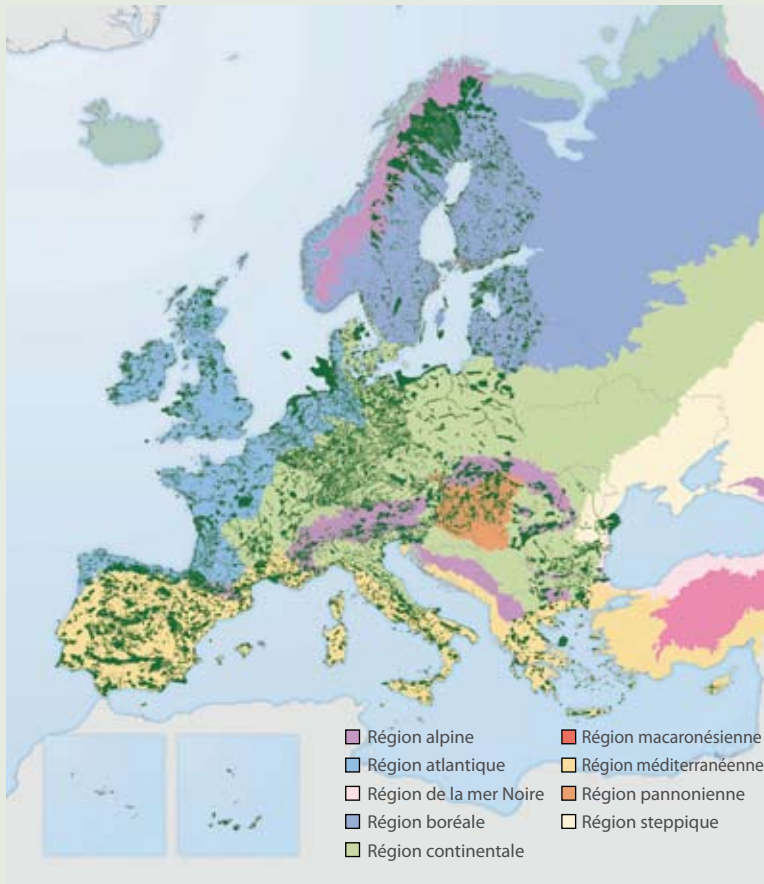 Région alpine
Région atlantique
Région de la mer Noire
Région boréale
Région continentale
Région macaronésienne
Région méditerranéenne
Région pannonienne
Région steppique